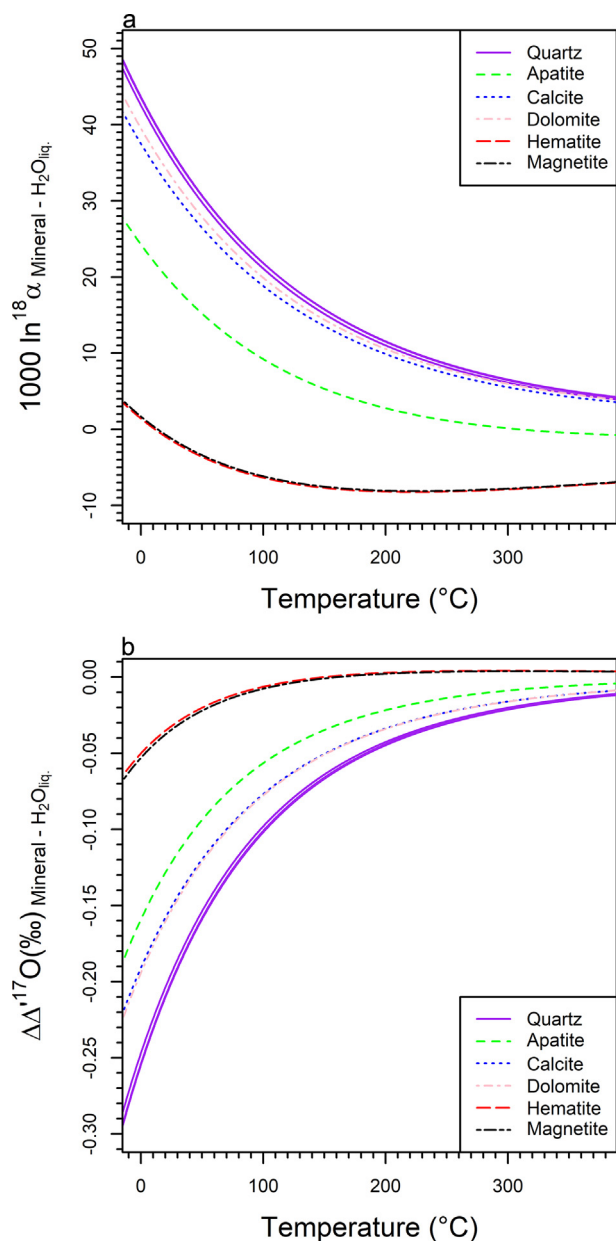 a
50
40
30
20
10
0
-10
1000 ln¹⁸α Mineral - H₂Oliq.
Quartz
Apatite
Calcite
Dolomite
Hematite
Magnetite
0 100 200 300
Temperature (°C)
b
0.00
-0.05
-0.10
-0.15
-0.20
-0.25
-0.30
ΔΔ'¹⁷O(‰) Mineral - H₂Oliq.
Quartz
Apatite
Calcite
Dolomite
Hematite
Magnetite
0 100 200 300
Temperature (°C)